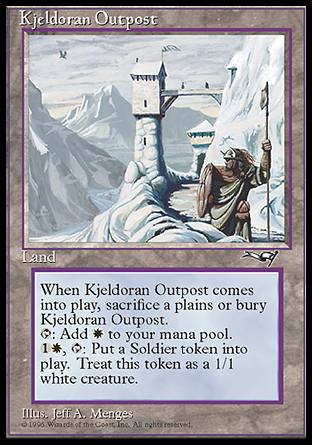 Kjeldoran Outpost
Land
When Kjeldoran Outpost comes
into play, sacrifice a plains or bury
Kjeldoran Outpost.
: Add to your mana pool.
1 , : Put a Soldier token into
play. Treat this token as a 1/1
white creature.
Illus. Jeff A. Menges
© 1996 Wizards of the Coast, Inc. All rights reserved.